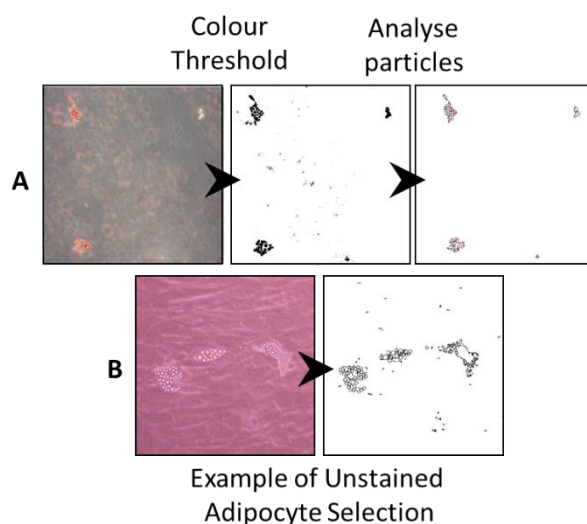 Colour
Threshold
Analyse
particles
A
B
Example of Unstained
Adipocyte Selection